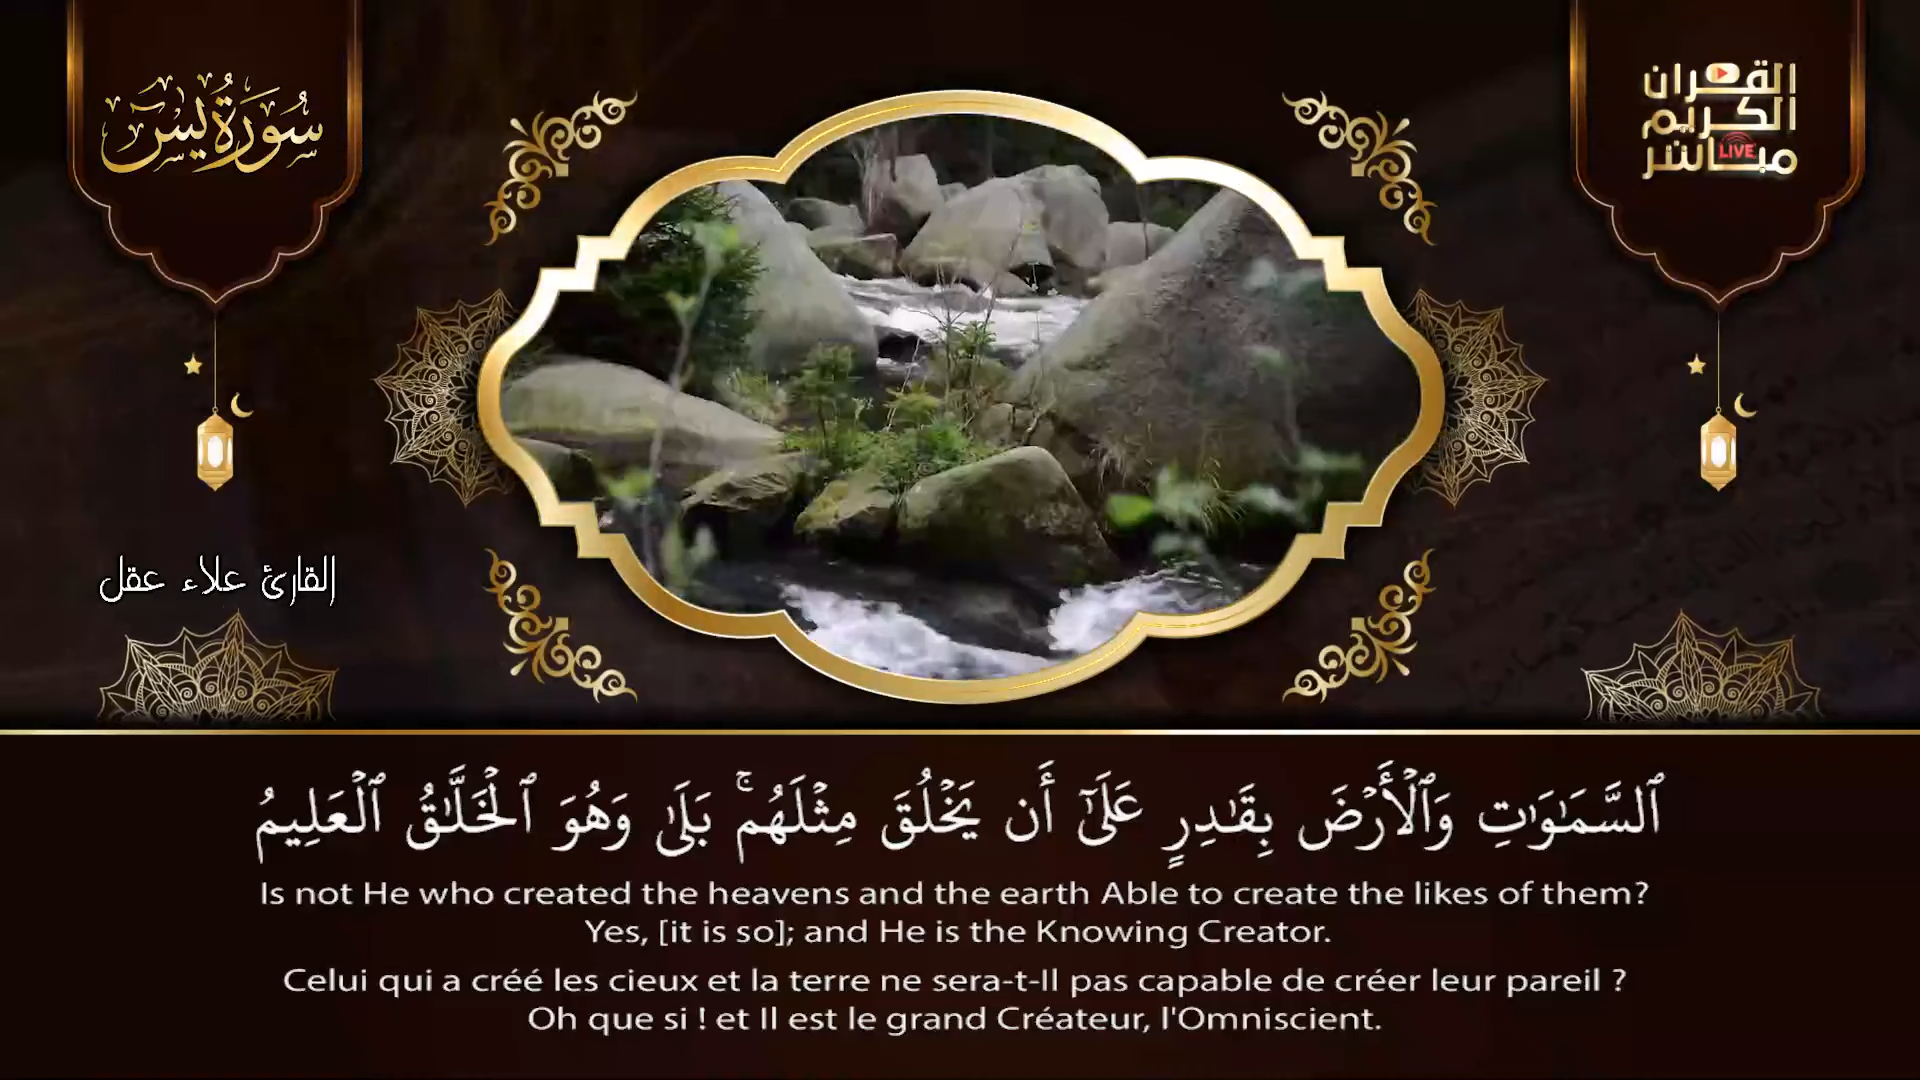 سُورَةُ يسٓ
القرآن
الكريم
مباشر
LIVE
القارئ علاء عقل
ٱلسَّمَـٰوَٰتِ وَٱلْأَرْضَ بِقَـٰدِرٍ عَلَىٰٓ أَن يَخْلُقَ مِثْلَهُم ۚ بَلَىٰ وَهُوَ ٱلْخَلَّـٰقُ ٱلْعَلِيمُ
Is not He who created the heavens and the earth Able to create the likes of them?
Yes, [it is so]; and He is the Knowing Creator.
Celui qui a créé les cieux et la terre ne sera-t-Il pas capable de créer leur pareil ?
Oh que si ! et Il est le grand Créateur, l'Omniscient.